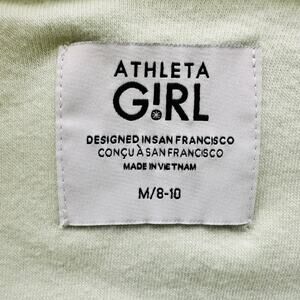 ATHLETA
G!RL
DESIGNED IN SAN FRANCISCO
CONÇU À SAN FRANCISCO
MADE IN VIETNAM
M/8-10